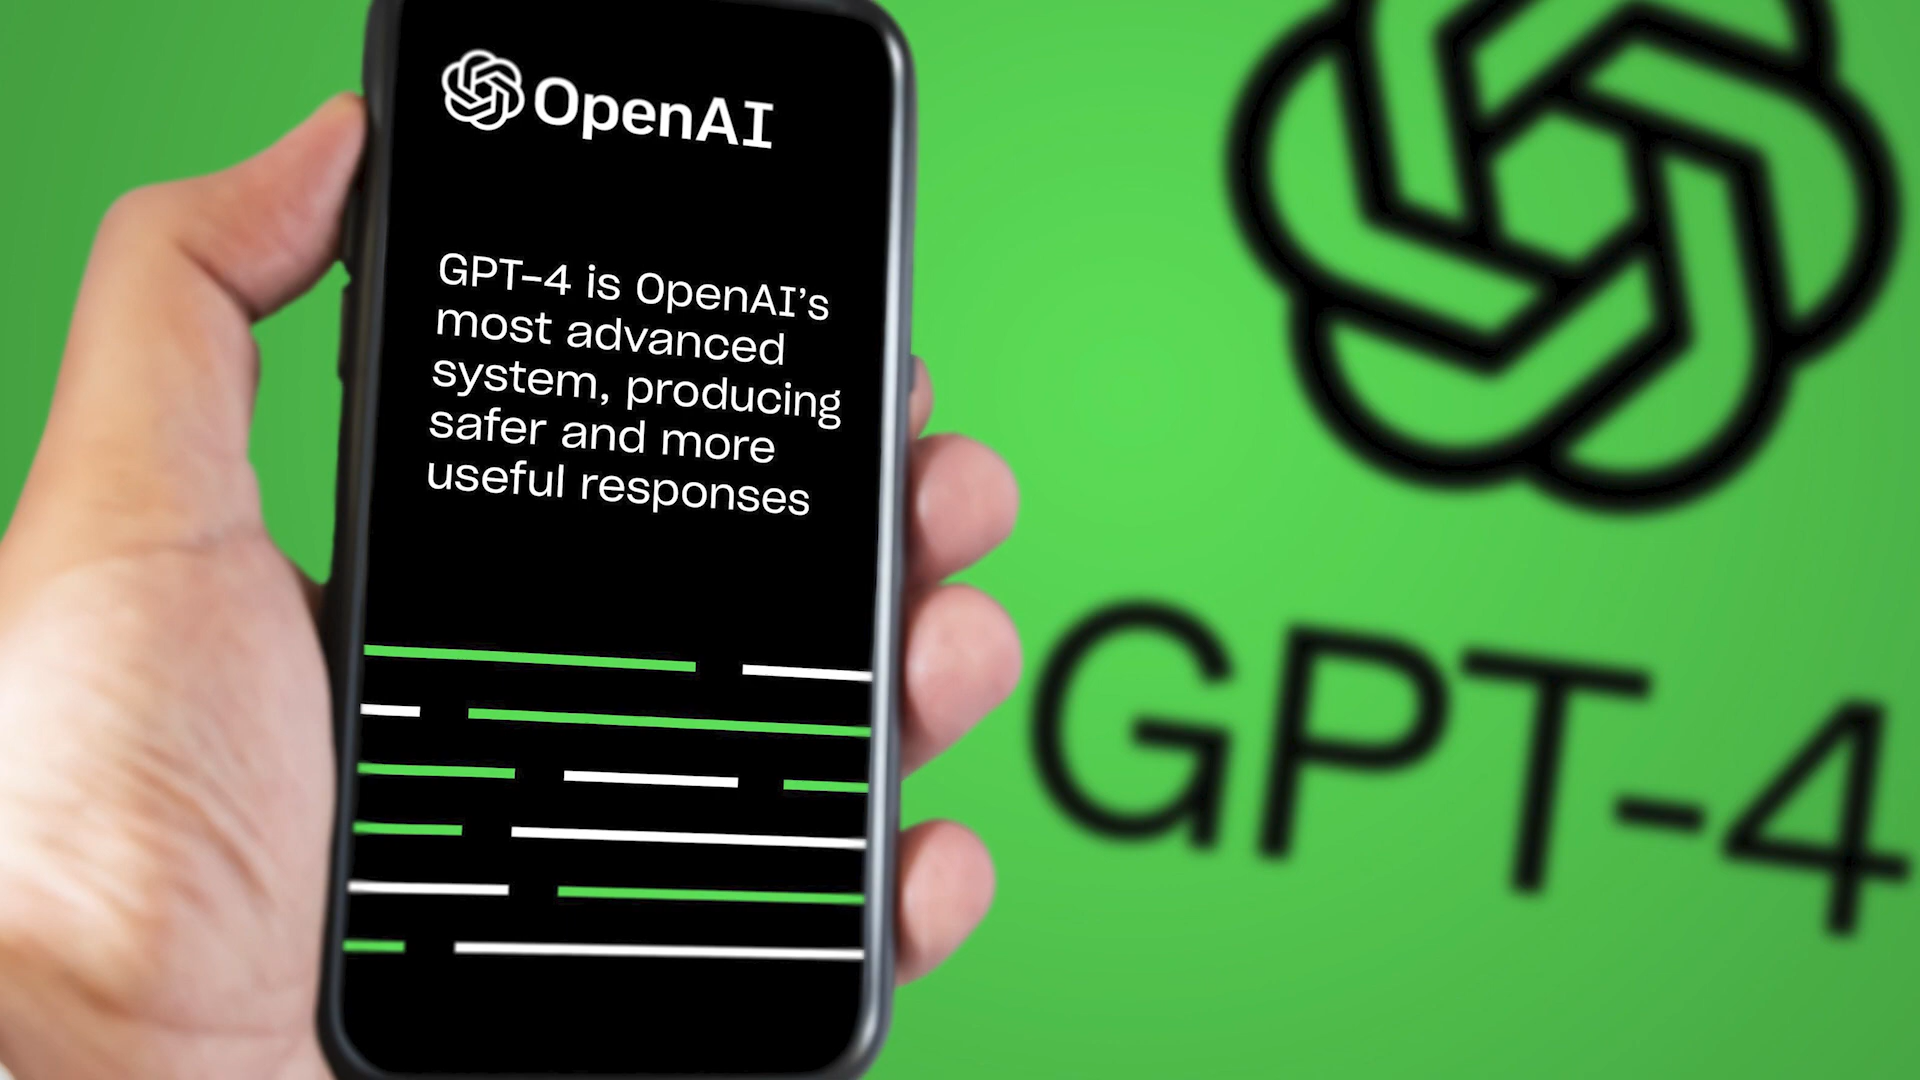 OpenAI
GPT-4 is OpenAI's
most advanced
system, producing
safer and more
useful responses
GPT-4